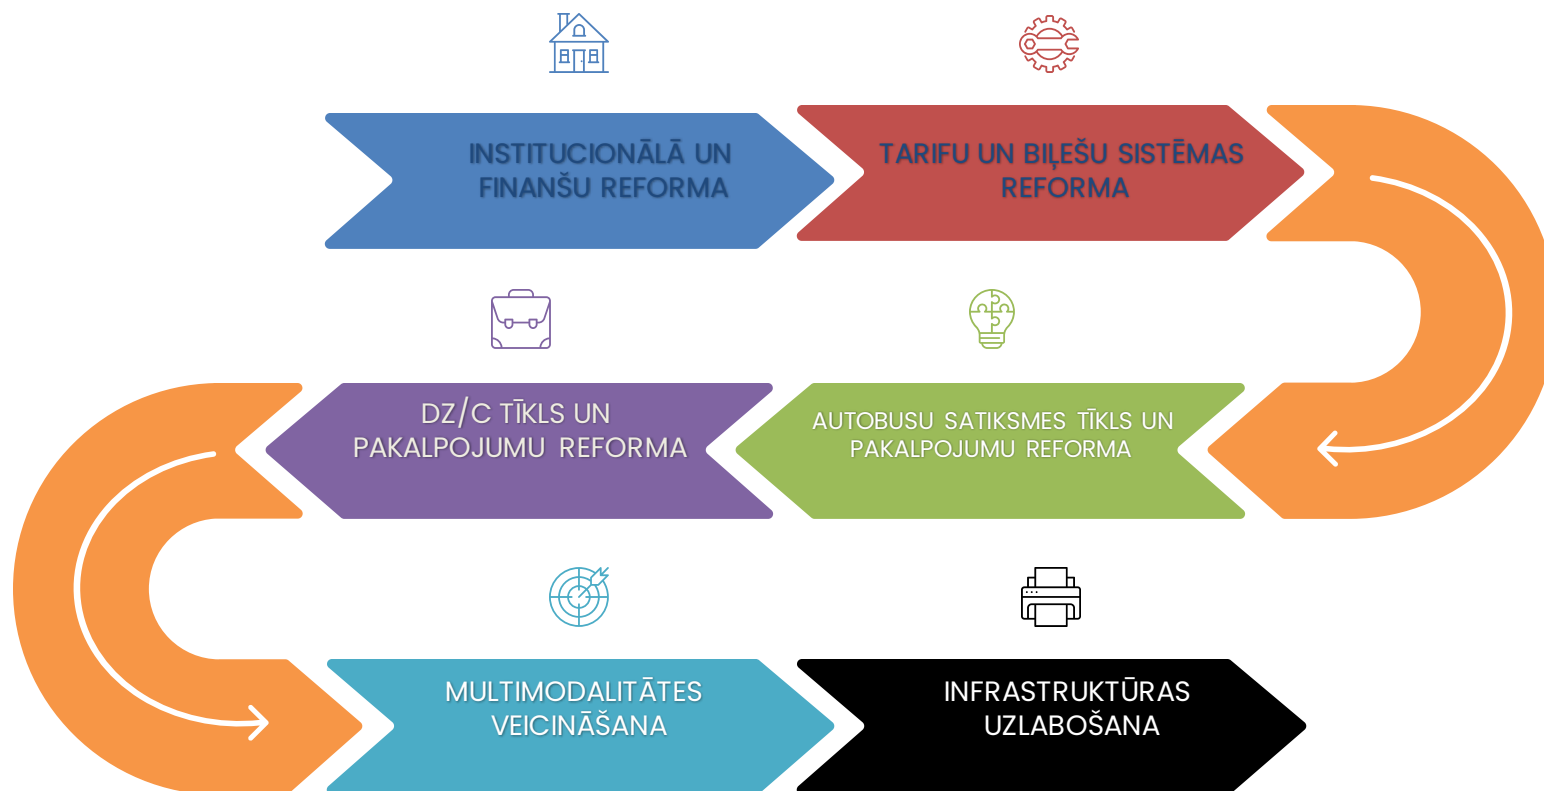 INSTITUCIONĀLĀ UN
FINANŠU REFORMA
TARIFU UN BIĻEŠU SISTĒMAS
REFORMA
AUTOBUSU SATIKSMES TĪKLS UN
PAKALPOJUMU REFORMA
DZ/C TĪKLS UN
PAKALPOJUMU REFORMA
MULTIMODALITĀTES
VEICINĀŠANA
INFRASTRUKTŪRAS
UZLABOŠANA